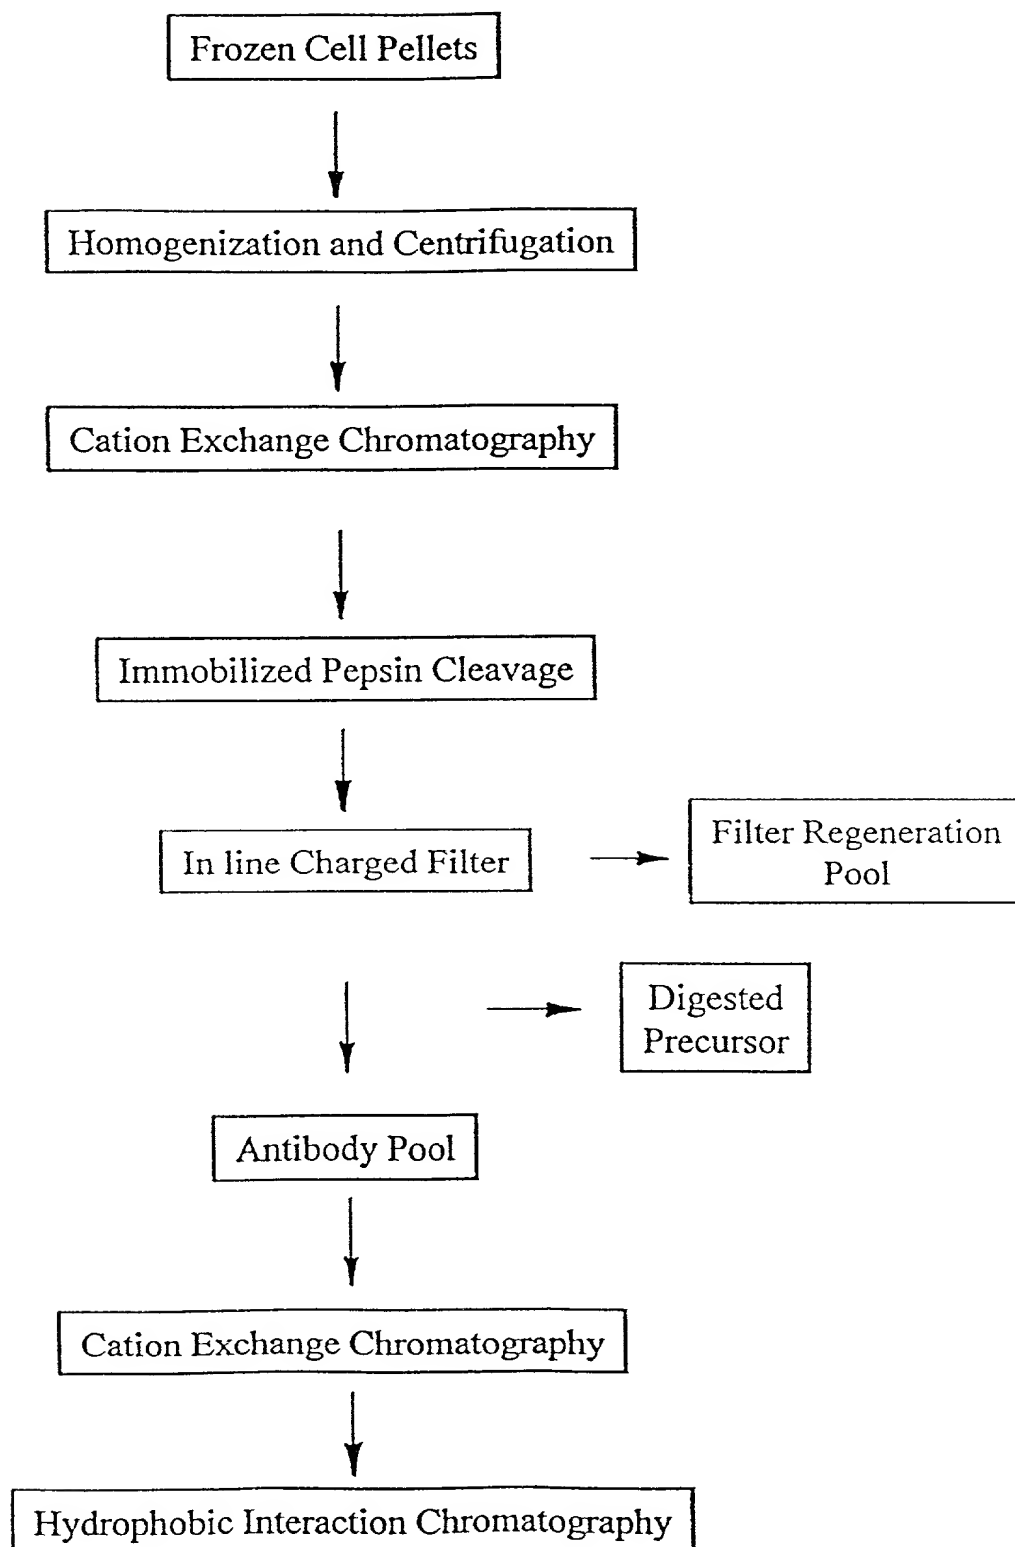 Frozen Cell Pellets
Homogenization and Centrifugation
Cation Exchange Chromatography
Immobilized Pepsin Cleavage
In line Charged Filter
Filter Regeneration
Pool
Digested
Precursor
Antibody Pool
Cation Exchange Chromatography
Hydrophobic Interaction Chromatography